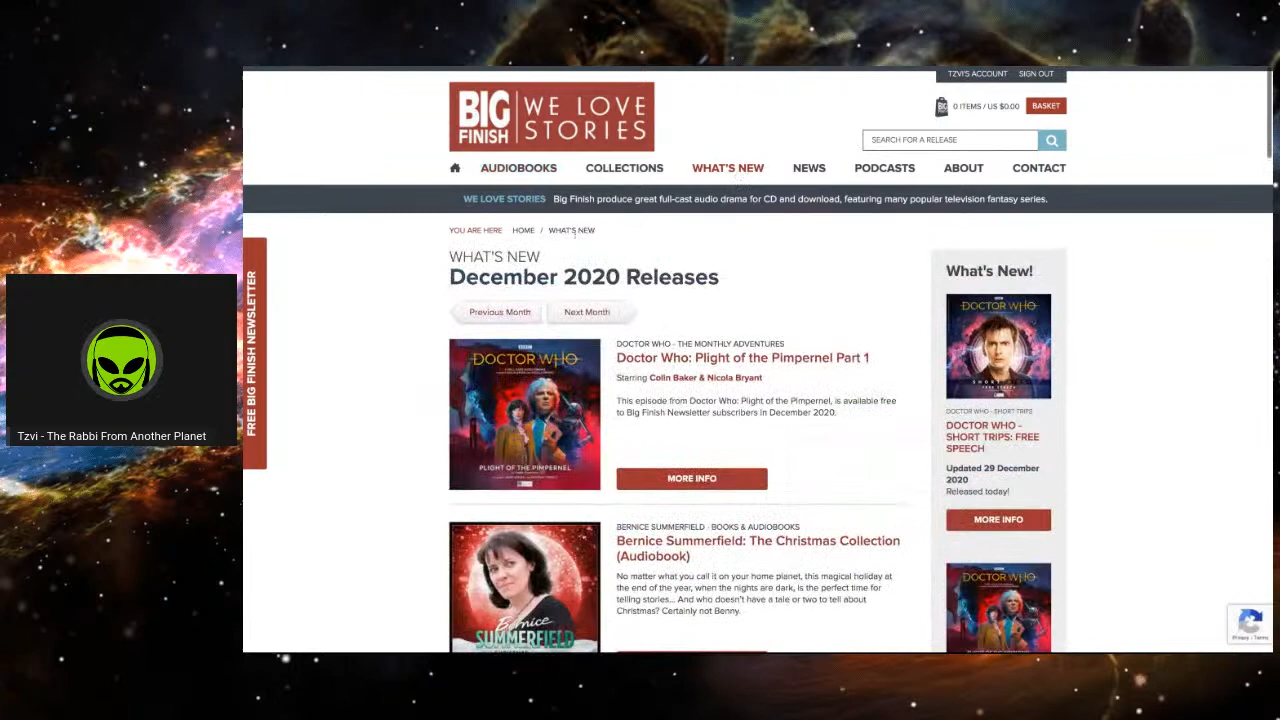 TZVI'S ACCOUNT SIGN OUT
BIG FINISH WE LOVE STORIES
0 ITEMS / US $0.00 BASKET
SEARCH FOR A RELEASE
AUDIOBOOKS COLLECTIONS WHAT'S NEW NEWS PODCASTS ABOUT CONTACT
WE LOVE STORIES Big Finish produce great full-cast audio drama for CD and download, featuring many popular television fantasy series.
YOU ARE HERE HOME / WHAT'S NEW
WHAT'S NEW
December 2020 Releases
Previous Month Next Month
DOCTOR WHO
PLIGHT OF THE PIMPERNEL
DOCTOR WHO - THE MONTHLY ADVENTURES
Doctor Who: Plight of the Pimpernel Part 1
Starring Colin Baker & Nicola Bryant
This episode from Doctor Who: Plight of the Pimpernel, is available free
to Big Finish Newsletter subscribers in December 2020.
MORE INFO
Bernice
SUMMERFIELD
BERNICE SUMMERFIELD - BOOKS & AUDIOBOOKS
Bernice Summerfield: The Christmas Collection
(Audiobook)
No matter what you call it on your home planet, this magical holiday at
the end of the year, when the nights are dark, is the perfect time for
telling stories... And who doesn't have a tale or two to tell about
Christmas? Certainly not Benny.
What's New!
DOCTOR WHO
SHORT TRIPS
FREE SPEECH
DOCTOR WHO - SHORT TRIPS
DOCTOR WHO -
SHORT TRIPS: FREE
SPEECH
Updated 29 December
2020
Released today!
MORE INFO
DOCTOR WHO
FREE BIG FINISH NEWSLETTER
Tzvi - The Rabbi From Another Planet
Privacy - Terms